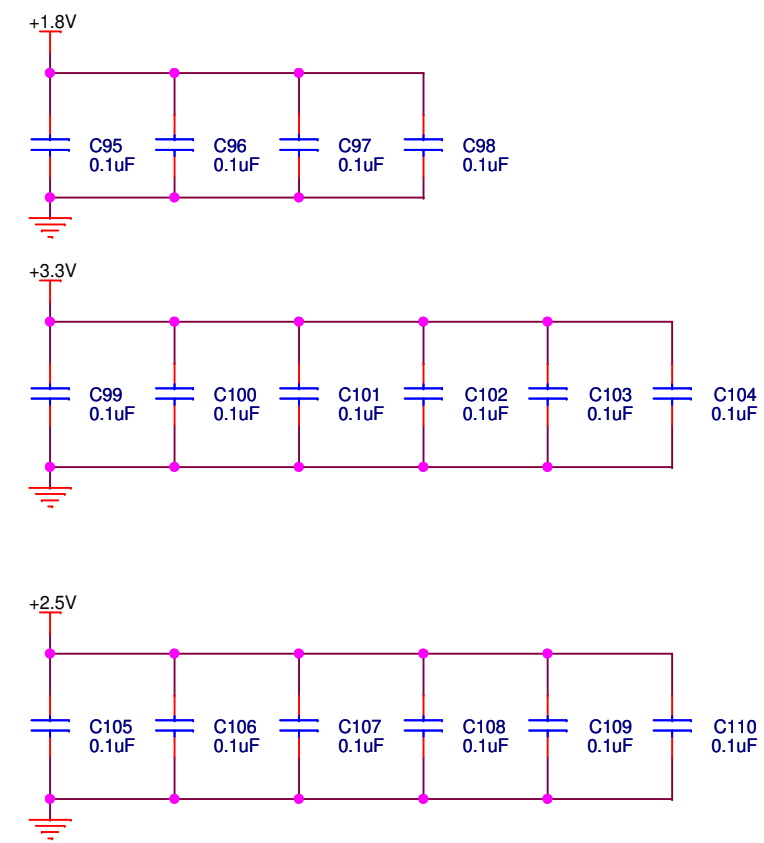 +1.8V
C95 C96 C97 C98
0.1uF 0.1uF 0.1uF 0.1uF
+3.3V
C99 C100 C101 C102 C103 C104
0.1uF 0.1uF 0.1uF 0.1uF 0.1uF 0.1uF
+2.5V
C105 C106 C107 C108 C109 C110
0.1uF 0.1uF 0.1uF 0.1uF 0.1uF 0.1uF